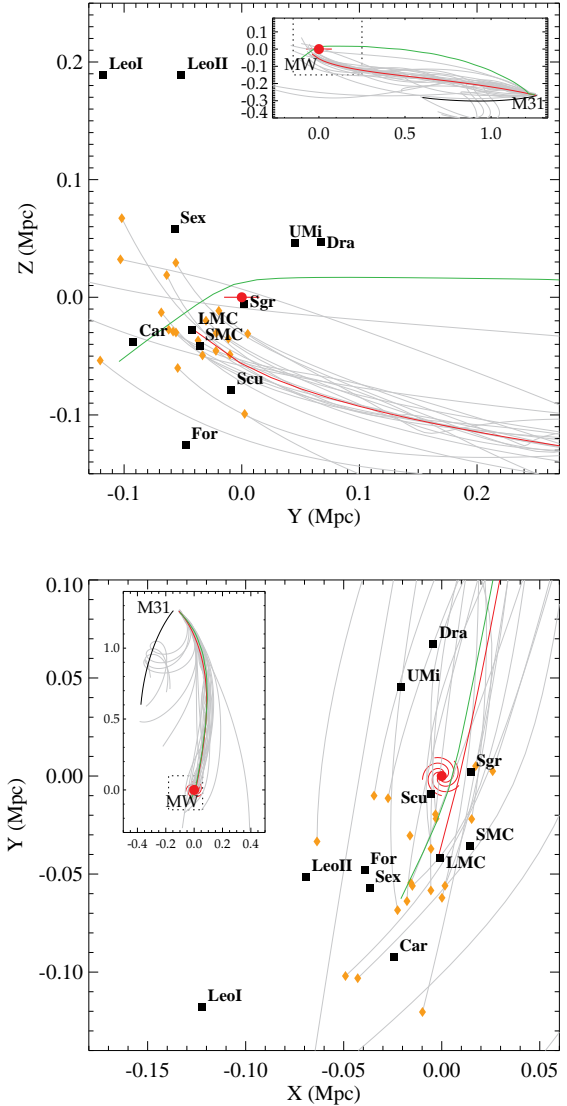 0.2
0.1
0.0
-0.1
Z (Mpc)
-0.1
0.0
0.1
0.2
Y (Mpc)
LeoI
LeoII
Sex
UMi
Dra
Sgr
LMC
SMC
Car
Scu
For
0.1
0.0
-0.1
-0.2
-0.3
-0.4
MW
M31
0.0
0.5
1.0
0.10
0.05
0.00
-0.05
-0.10
Y (Mpc)
-0.15
-0.10
-0.05
0.00
0.05
X (Mpc)
M31
1.0
0.5
0.0
MW
-0.4
-0.2
0.0
0.2
0.4
Dra
UMi
Sgr
Scu
SMC
LMC
For
LeoII
Sex
Car
LeoI